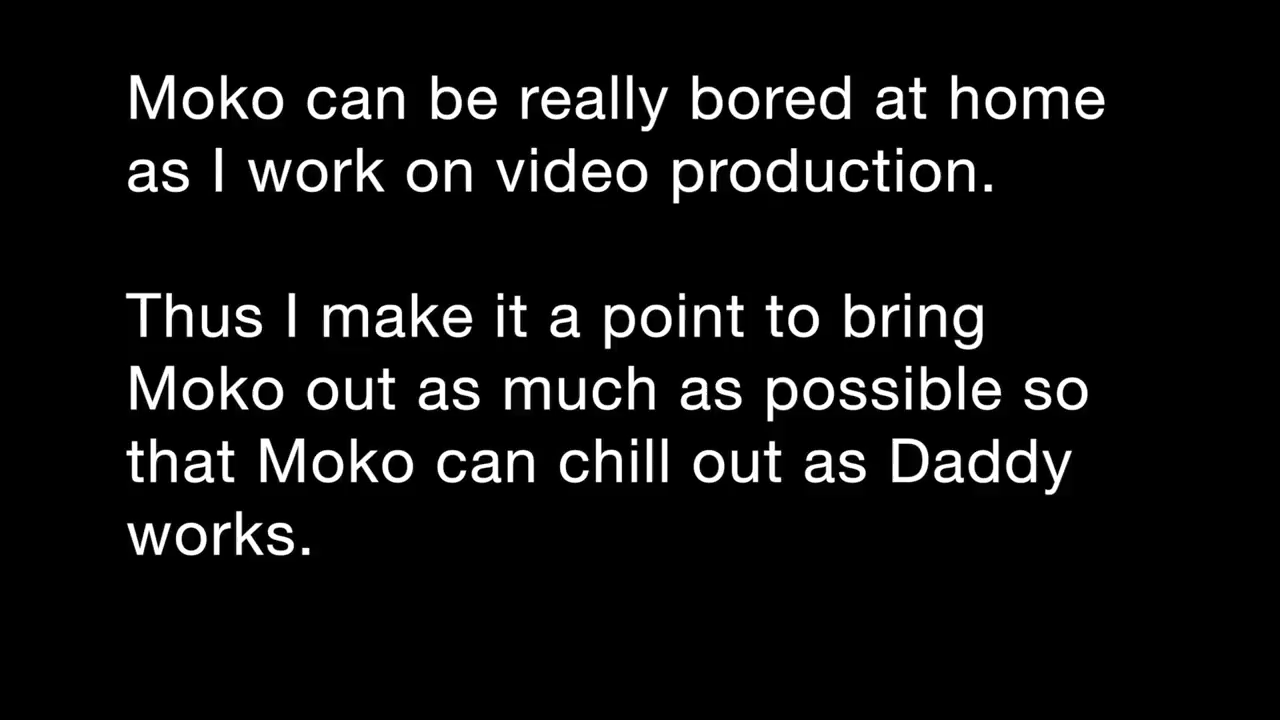 Moko can be really bored at home
as I work on video production.
Thus I make it a point to bring
Moko out as much as possible so
that Moko can chill out as Daddy
works.